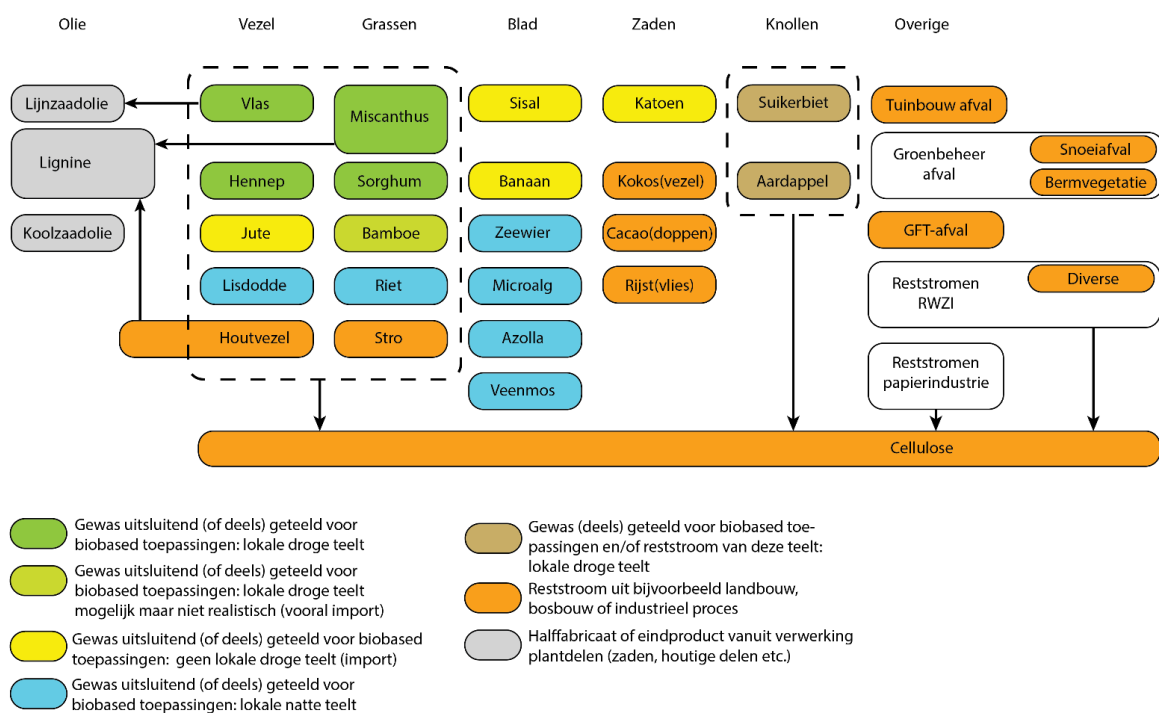 Olie
Vezel
Grassen
Blad
Zaden
Knollen
Overige
Lijnzaadolie
Vlas
Miscanthus
Sisal
Katoen
Suikerbiet
Tuinbouw afval
Lignine
Groenbeheer
afval
Snoeiafval
Bermvegetatie
Hennep
Sorghum
Banaan
Kokos(vezel)
Aardappel
Koolzaadolie
Jute
Bamboe
Zeewier
Cacao(doppen)
GFT-afval
Lisdodde
Riet
Microalg
Rijst(vlies)
Reststromen
RWZI
Diverse
Houtvezel
Stro
Azolla
Reststromen
papierindustrie
Veenmos
Cellulose
Gewas uitsluitend (of deels) geteeld voor
biobased toepassingen: lokale droge teelt
Gewas uitsluitend (of deels) geteeld voor
biobased toepassingen: lokale droge teelt
mogelijk maar niet realistisch (vooral import)
Gewas uitsluitend (of deels) geteeld voor biobased
toepassingen: geen lokale droge teelt (import)
Gewas uitsluitend (of deels) geteeld voor
biobased toepassingen: lokale natte teelt
Gewas (deels) geteeld voor biobased toe-
passingen en/of reststroom van deze teelt:
lokale droge teelt
Reststroom uit bijvoorbeeld landbouw,
bosbouw of industrieel proces
Halffabricaat of eindproduct vanuit verwerking
plantdelen (zaden, houtige delen etc.)